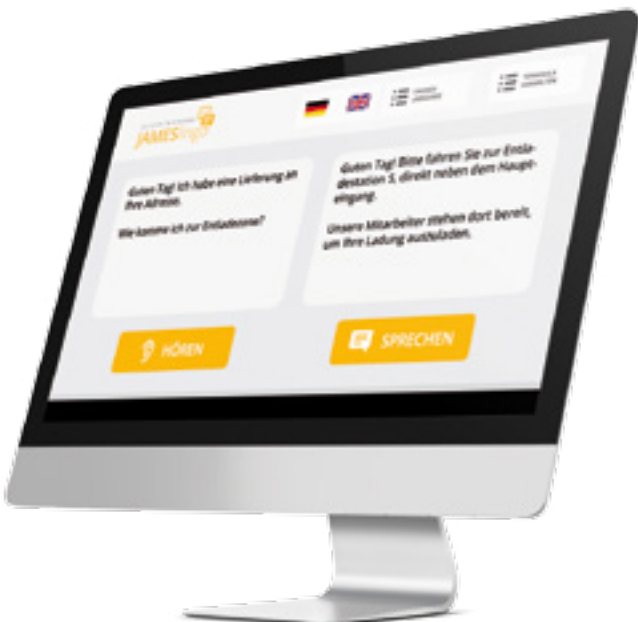 JAMES
Guten Tag! Ich habe eine Lieferung an
Ihre Adresse.
Wie komme ich zur Entladezone?
HÖREN
Guten Tag! Bitte fahren Sie zur Entla-
destation 5, direkt neben dem Haupt-
eingang.
Unsere Mitarbeiter stehen dort bereit,
um Ihre Ladung auszuladen.
SPRECHEN